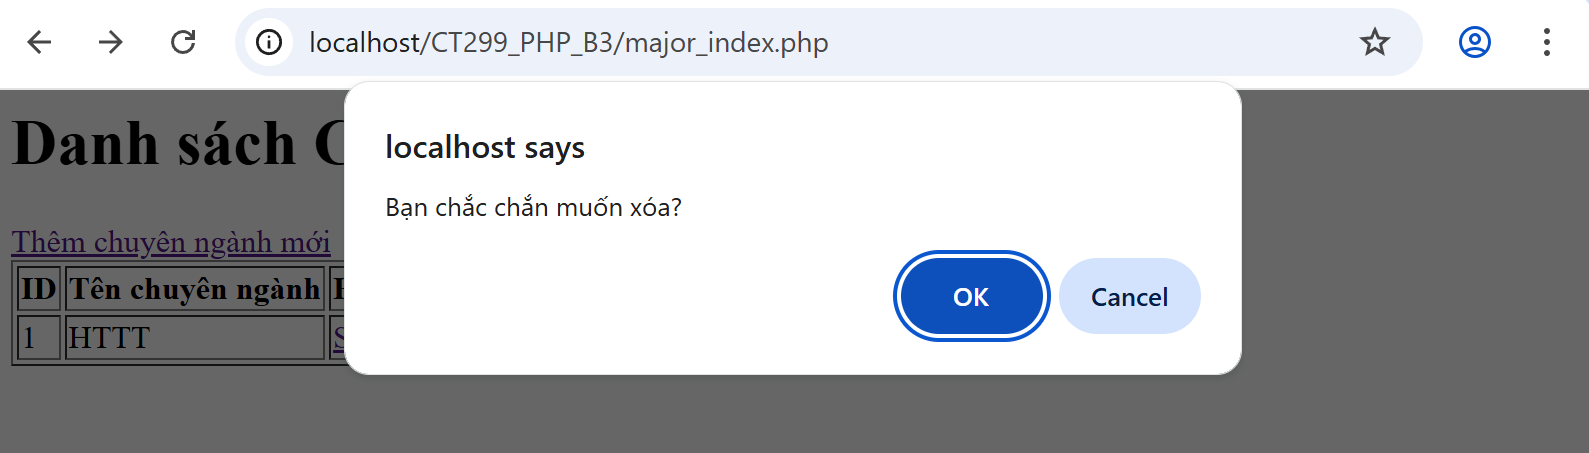 localhost/CT299_PHP_B3/major_index.php
localhost says
Bạn chắc chắn muốn xóa?
OK Cancel
Danh sách C
Thêm chuyên ngành mới
ID Tên chuyên ngành
1 HTTT S